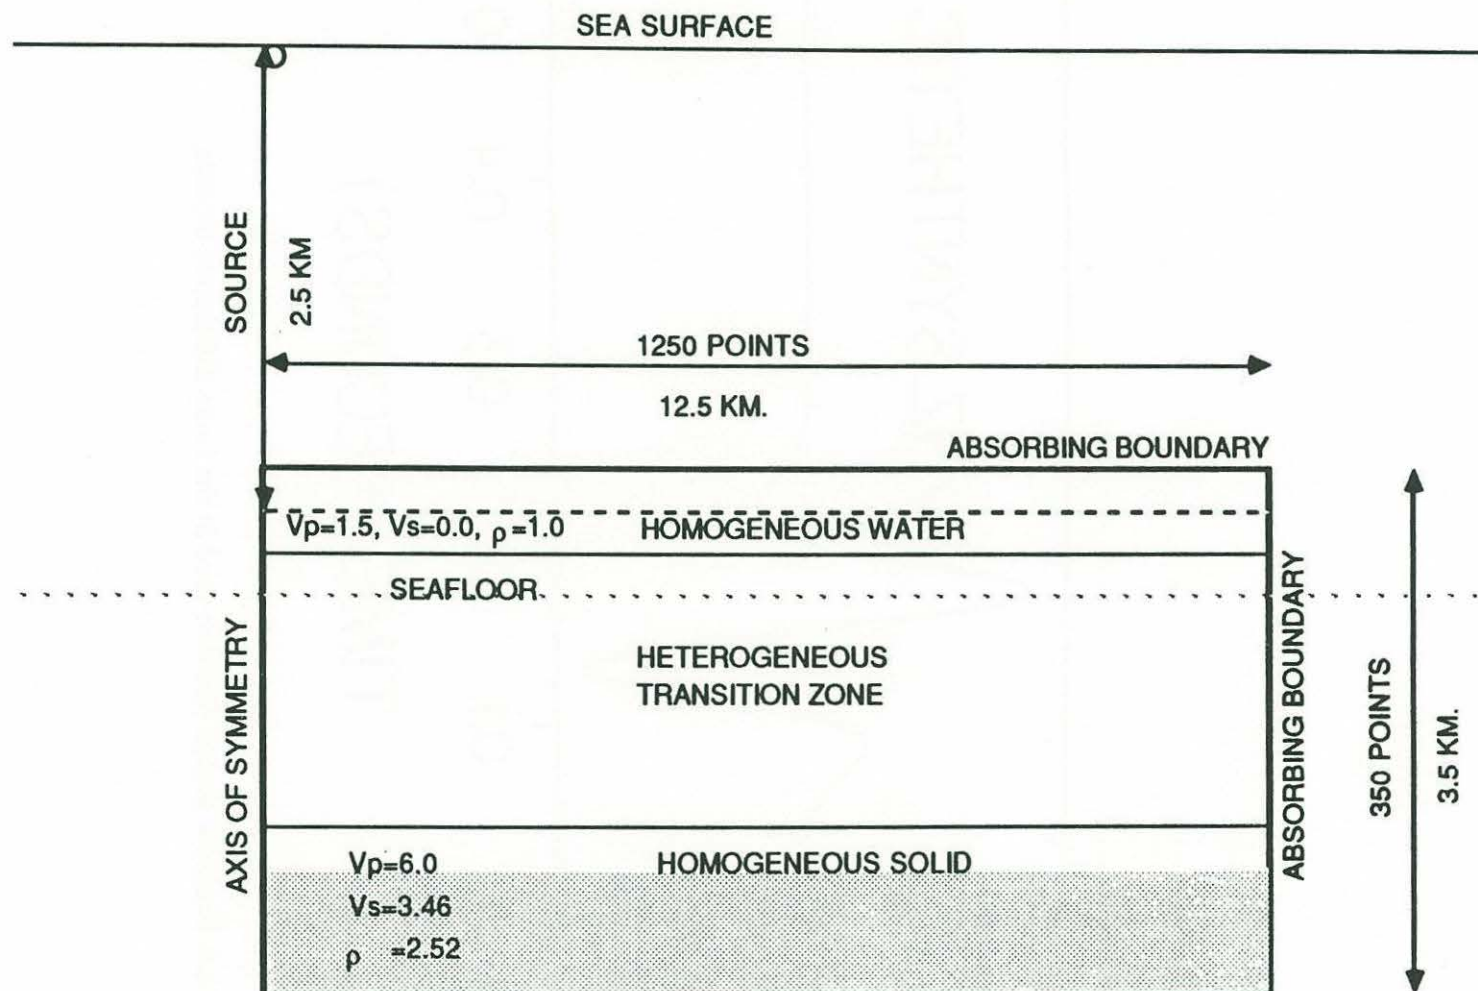 SEA SURFACE
SOURCE
2.5 KM
1250 POINTS
12.5 KM.
ABSORBING BOUNDARY
Vp=1.5, Vs=0.0, ρ=1.0
HOMOGENEOUS WATER
SEAFLOOR
HETEROGENEOUS
TRANSITION ZONE
AXIS OF SYMMETRY
ABSORBING BOUNDARY
350 POINTS
3.5 KM.
Vp=6.0
HOMOGENEOUS SOLID
Vs=3.46
ρ =2.52